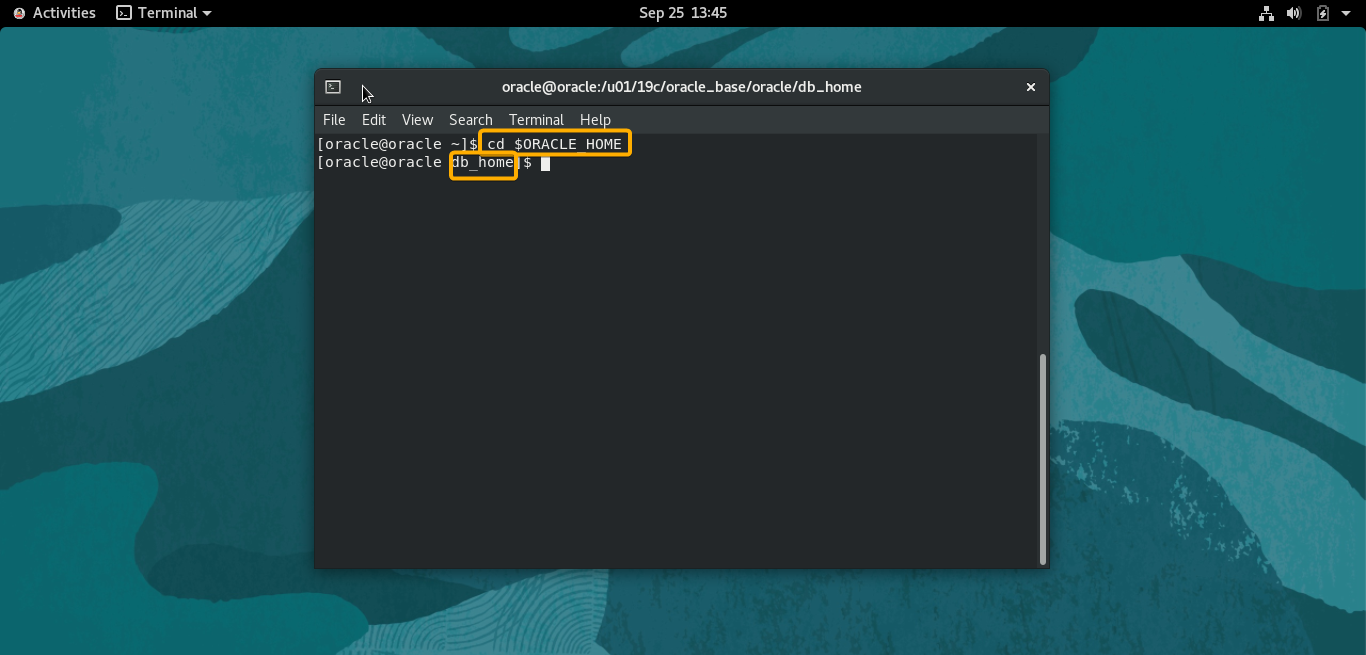 Activities Terminal Sep 25 13:45
oracle@oracle:/u01/19c/oracle_base/oracle/db_home
File Edit View Search Terminal Help
[oracle@oracle ~]$ cd $ORACLE_HOME
[oracle@oracle db_home]$